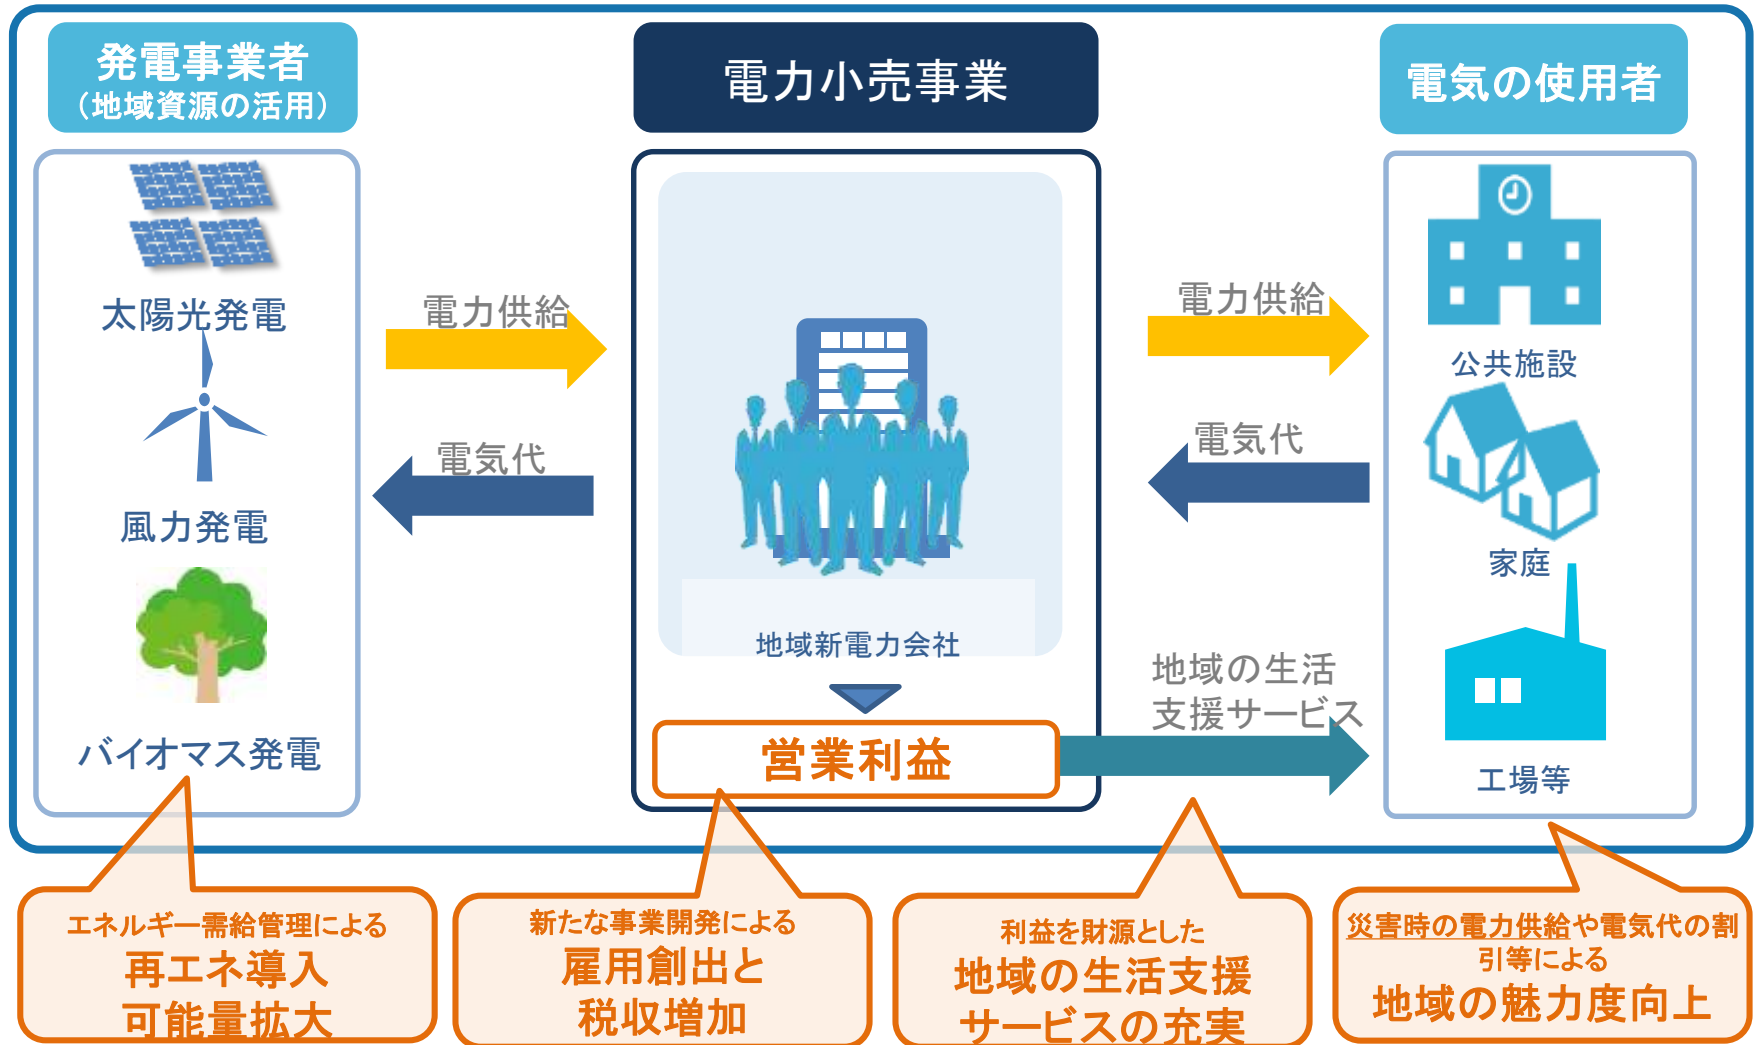 発電事業者
（地域資源の活用）
太陽光発電
風力発電
バイオマス発電
電力供給
電気代
電力小売事業
地域新電力会社
営業利益
電力供給
電気代
地域の生活
支援サービス
電気の使用者
公共施設
家庭
工場等
エネルギー需給管理による
再エネ導入
可能量拡大
新たな事業開発による
雇用創出と
税収増加
利益を財源とした
地域の生活支援
サービスの充実
災害時の電力供給や電気代の割
引等による
地域の魅力度向上